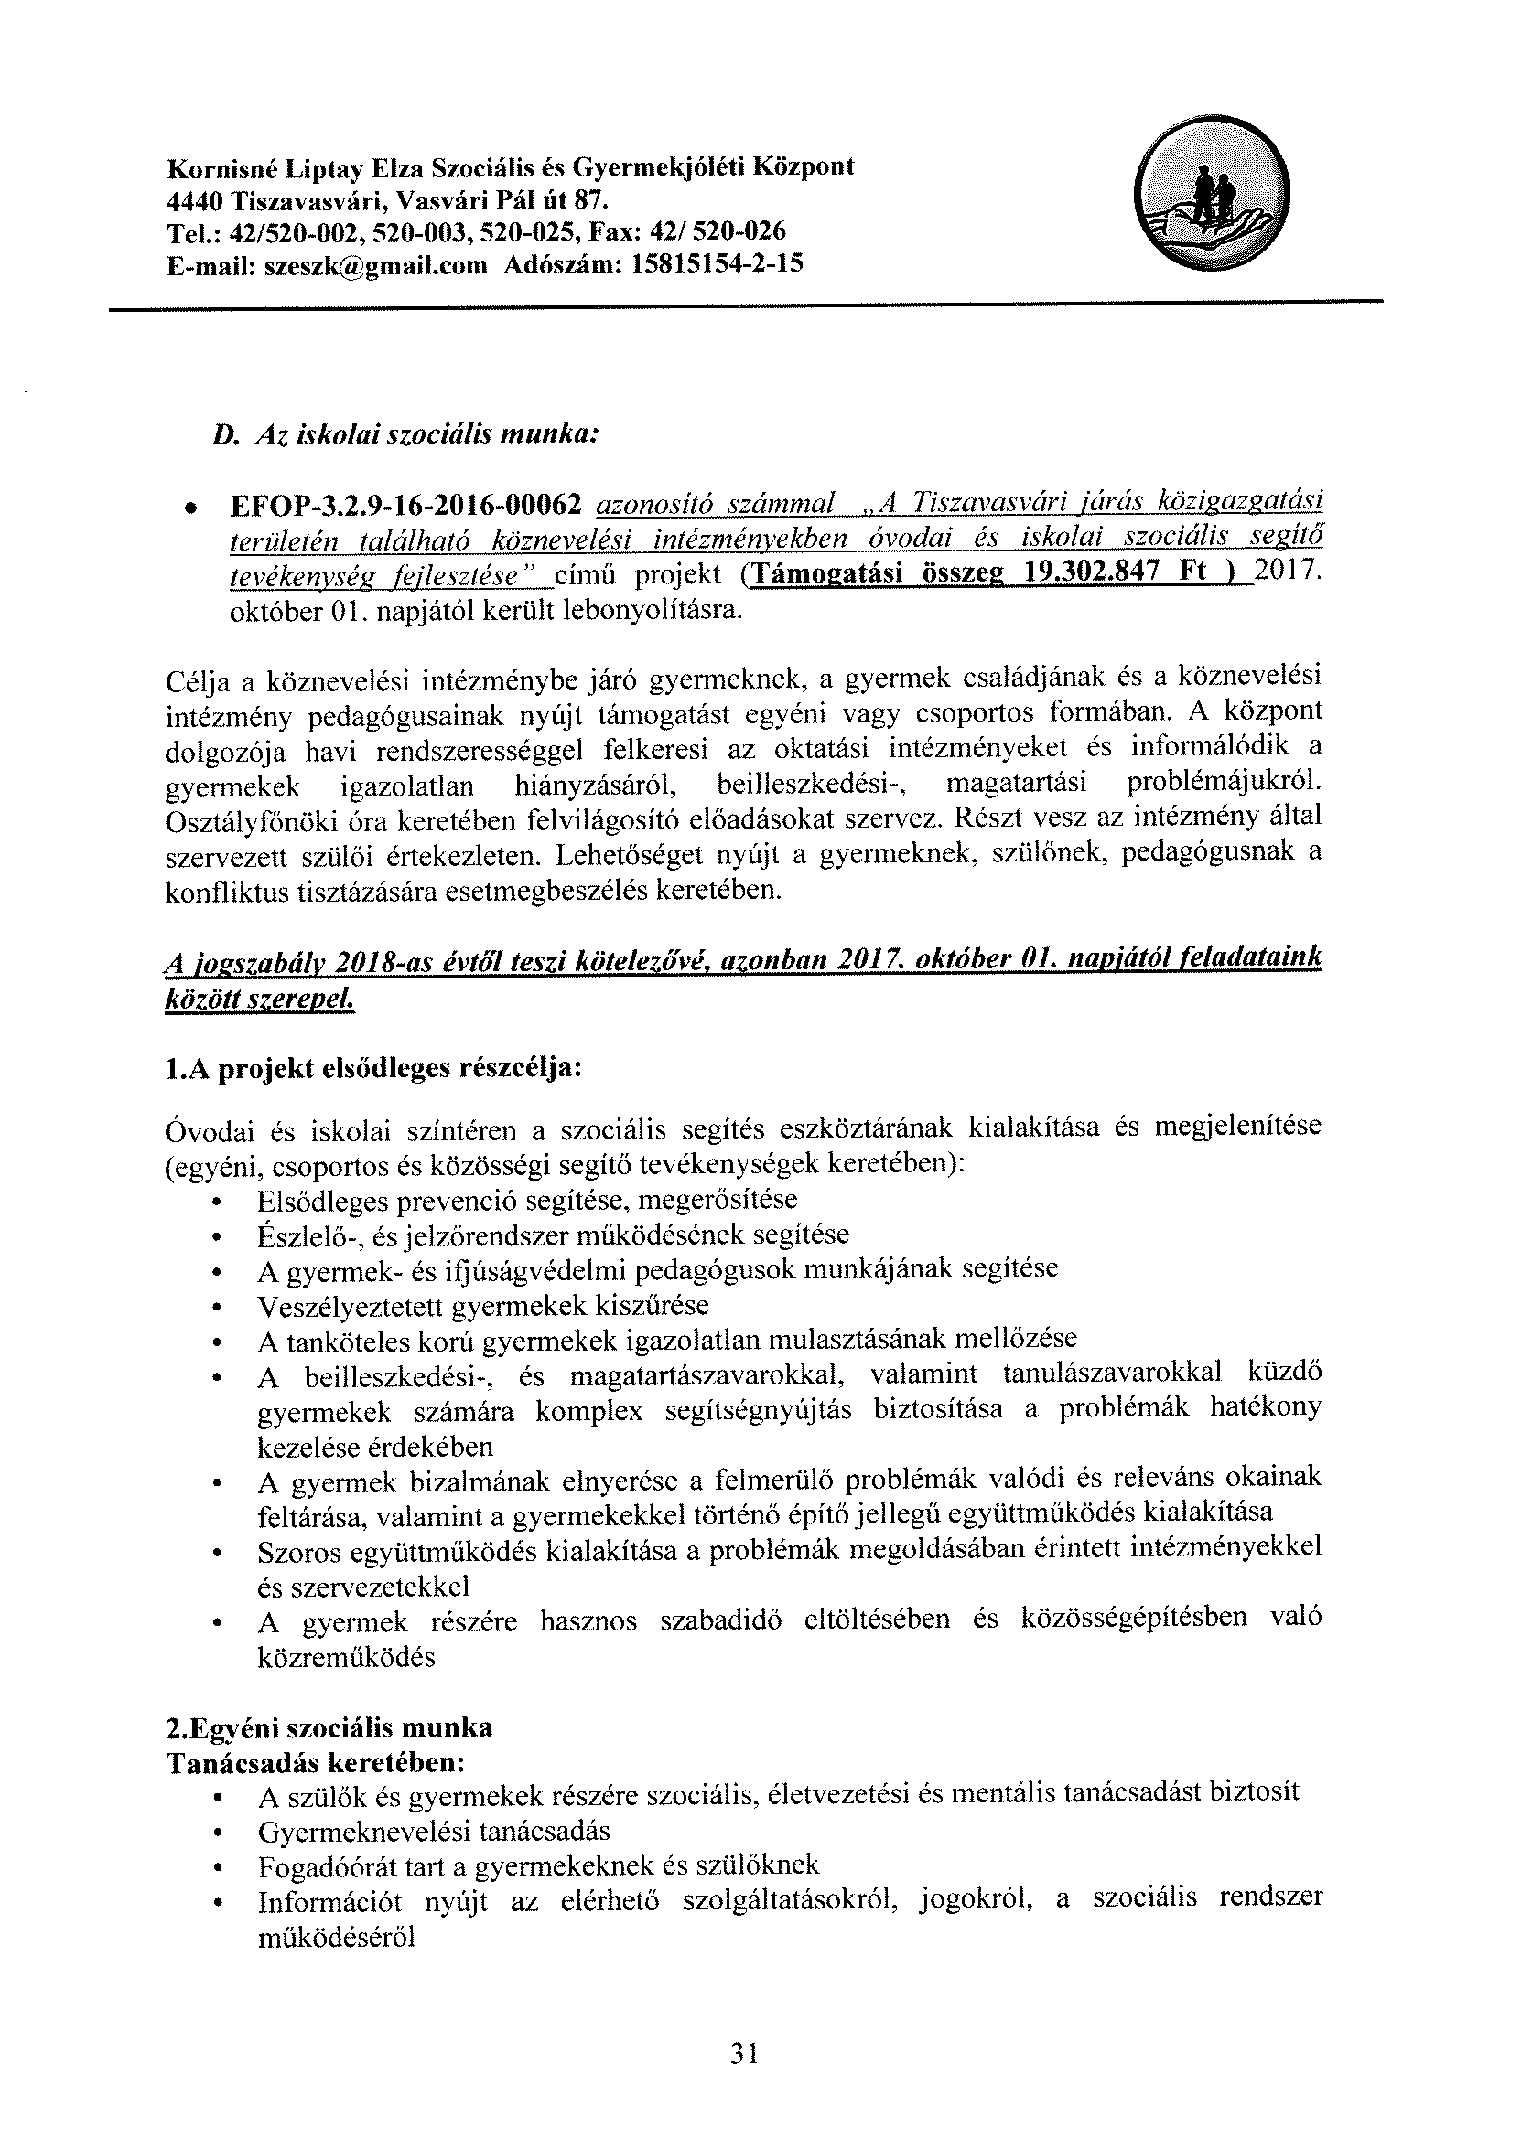 Kornisné Liptay Elza Szociális és Gyermekjóléti Központ
4440 Tiszavasvári, Vasvári Pál út 87.
Tel.: 42/520-002, 520-003, 520-025, Fax: 42/ 520-026
E-mail: szeszk@gmail.com Adószám: 15815154-2-15
D. Az iskolai szociális munka:
• EFOP-3.2.9-16-2016-00062 azonosító számmal „A Tiszavasvári járás közigazgatási
területén található köznevelési intézményekben óvodai és iskolai szociális segítő
tevékenység fejlesztése" című projekt (Támogatási összeg 19.302.847 Ft ) 2017.
október 01. napjától került lebonyolításra.
Célja a köznevelési intézménybe járó gyermeknek, a gyermek családjának és a köznevelési
intézmény pedagógusainak nyújt támogatást egyéni vagy csoportos formában. A központ
dolgozója havi rendszerességgel felkeresi az oktatási intézményeket és informálódik a
gyermekek igazolatlan hiányzásáról, beilleszkedési-, magatartási problémájukról.
Osztályfőnöki óra keretében felvilágosító előadásokat szervez. Részt vesz az intézmény által
szervezett szülői értekezleten. Lehetőséget nyújt a gyermeknek, szülőnek, pedagógusnak a
konfliktus tisztázására esetmegbeszélés keretében.
A jogszabály 2018-as évtől teszi kötelezővé, azonban 2017. október 01. napjától feladataink
között szerepel.
1.A projekt elsődleges részcélja:
Óvodai és iskolai színtéren a szociális segítés eszköztárának kialakítása és megjelenítése
(egyéni, csoportos és közösségi segítő tevékenységek keretében):
• Elsődleges prevenció segítése, megerősítése
• Észlelő-, és jelzőrendszer működésének segítése
• A gyermek- és ifjúságvédelmi pedagógusok munkájának segítése
• Veszélyeztetett gyermekek kiszűrése
• A tanköteles korú gyermekek igazolatlan mulasztásának mellőzése
• A beilleszkedési-, és magatartászavarokkal, valamint tanulászavarokkal küzdő
gyermekek számára komplex segítségnyújtás biztosítása a problémák hatékony
kezelése érdekében
• A gyermek bizalmának elnyerése a felmerülő problémák valódi és releváns okainak
feltárása, valamint a gyermekekkel történő építő jellegű együttműködés kialakítása
• Szoros együttműködés kialakítása a problémák megoldásában érintett intézményekkel
és szervezetekkel
• A gyermek részére hasznos szabadidő eltöltésében és közösségépítésben való
közreműködés
2.Egyéni szociális munka
Tanácsadás keretében:
• A szülők és gyermekek részére szociális, életvezetési és mentális tanácsadást biztosít
• Gyermeknevelési tanácsadás
• Fogadóórát tart a gyermekeknek és szülőknek
• Információt nyújt az elérhető szolgáltatásokról, jogokról, a szociális rendszer
működéséről
31